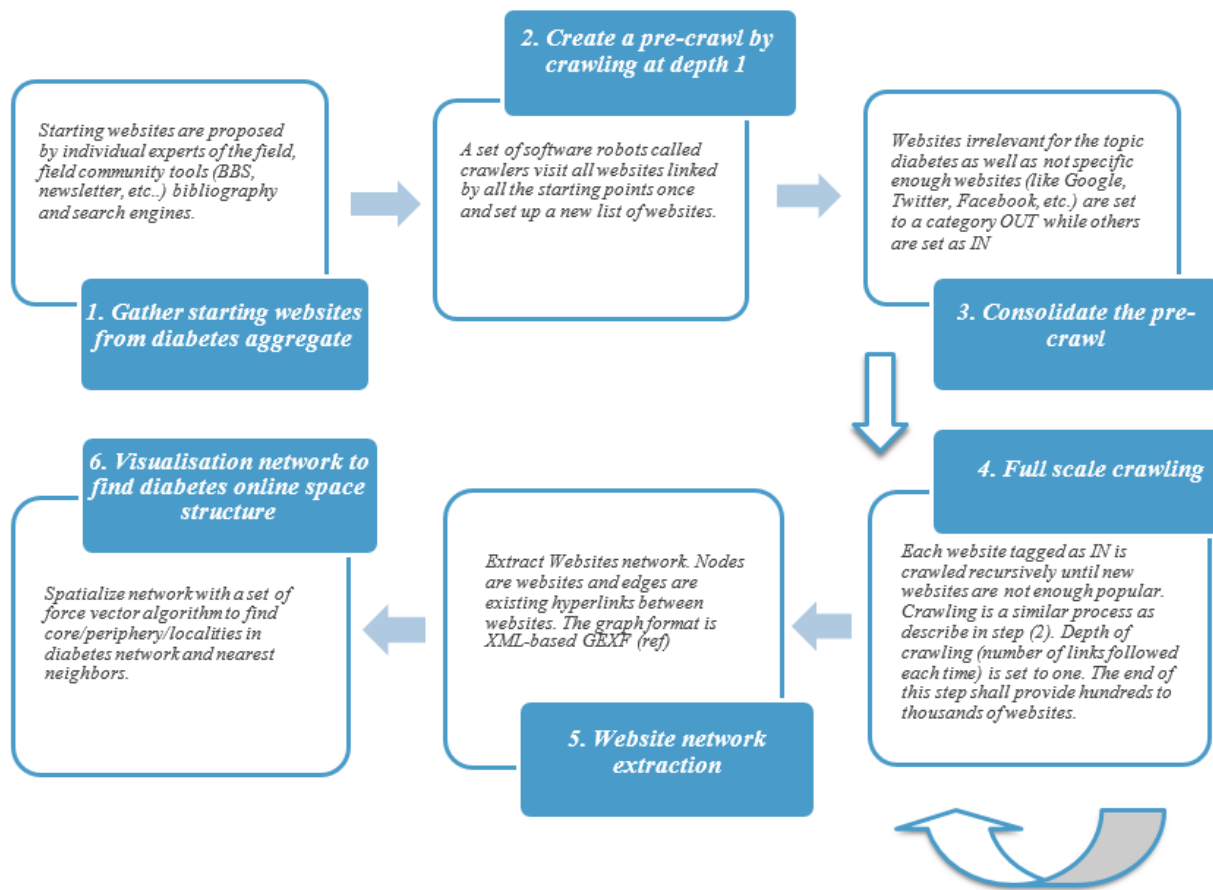 Starting websites are proposed
by individual experts of the field,
field community tools (BBS,
newsletter, etc..) bibliography
and search engines.
1. Gather starting websites
from diabetes aggregate
2. Create a pre-crawl by
crawling at depth 1
A set of software robots called
crawlers visit all websites linked
by all the starting points once
and set up a new list of websites.
Websites irrelevant for the topic
diabetes as well as not specific
enough websites (like Google,
Twitter, Facebook, etc.) are set
to a category OUT while others
are set as IN
3. Consolidate the pre-
crawl
4. Full scale crawling
Each website tagged as IN is
crawled recursively until new
websites are not enough popular.
Crawling is a similar process as
describe in step (2). Depth of
crawling (number of links followed
each time) is set to one. The end of
this step shall provide hundreds to
thousands of websites.
Extract Websites network. Nodes
are websites and edges are
existing hyperlinks between
websites. The graph format is
XML-based GEXF (ref)
5. Website network
extraction
6. Visualisation network to
find diabetes online space
structure
Spatialize network with a set of
force vector algorithm to find
core/periphery/localities in
diabetes network and nearest
neighbors.